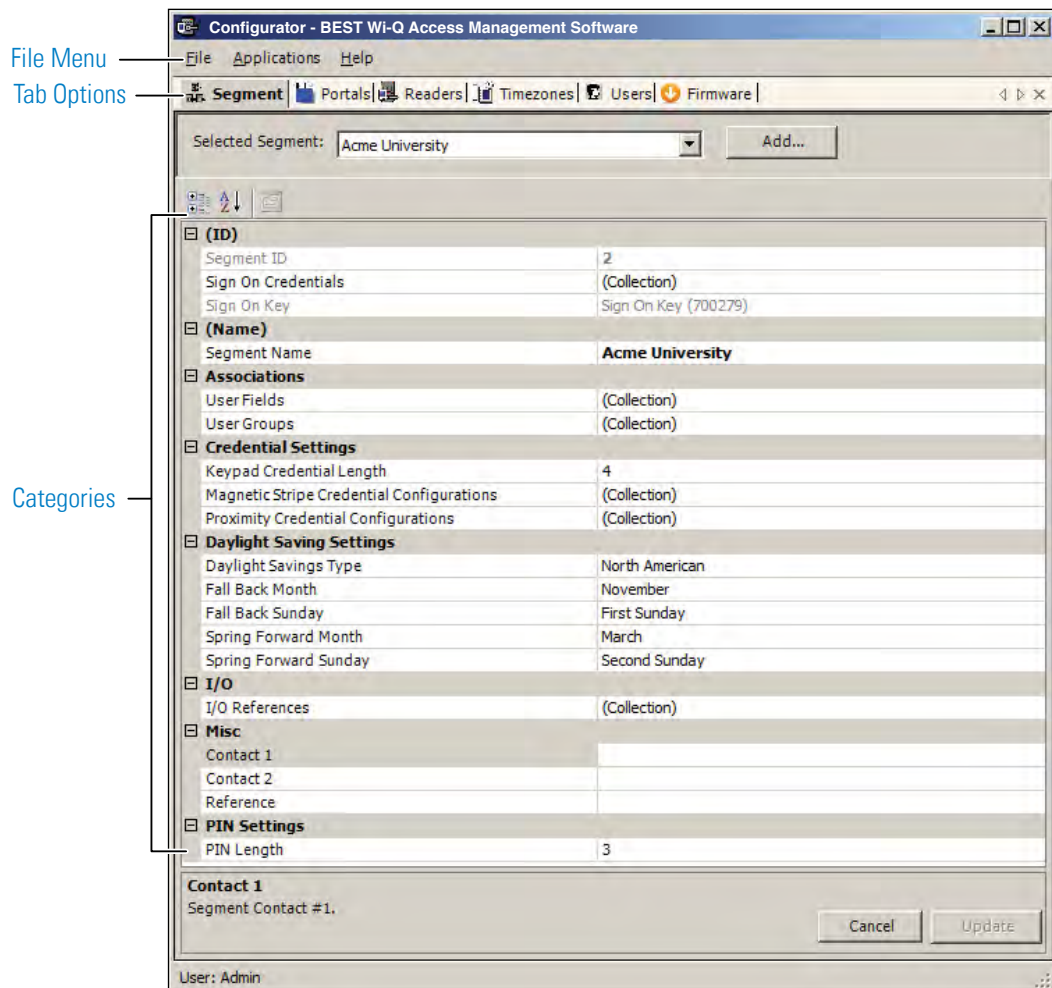 Configurator - BEST Wi-Q Access Management Software
File Menu
File Applications Help
Tab Options
Segment Portals Readers Timezones Users Firmware
Selected Segment: Acme University Add...
Categories
(ID)
Segment ID 2
Sign On Credentials (Collection)
Sign On Key Sign On Key (700279)
(Name)
Segment Name Acme University
Associations
User Fields (Collection)
User Groups (Collection)
Credential Settings
Keypad Credential Length 4
Magnetic Stripe Credential Configurations (Collection)
Proximity Credential Configurations (Collection)
Daylight Saving Settings
Daylight Savings Type North American
Fall Back Month November
Fall Back Sunday First Sunday
Spring Forward Month March
Spring Forward Sunday Second Sunday
I/O
I/O References (Collection)
Misc
Contact 1
Contact 2
Reference
PIN Settings
PIN Length 3
Contact 1
Segment Contact #1.
Cancel Update
User: Admin